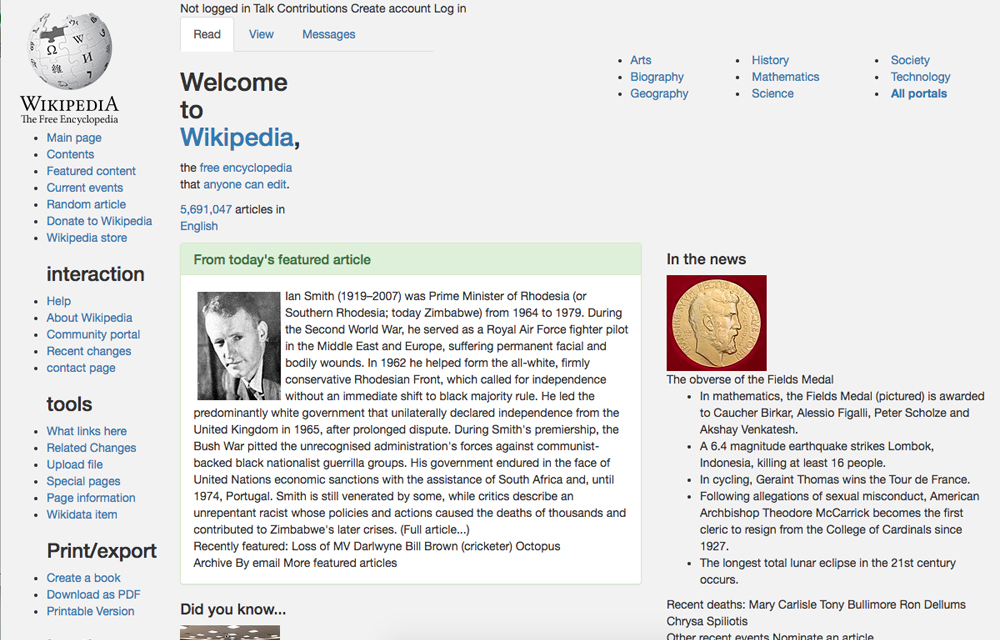 Not logged in Talk Contributions Create account Log in
Read View Messages
WIKIPEDIA
The Free Encyclopedia
Main page
Contents
Featured content
Current events
Random article
Donate to Wikipedia
Wikipedia store
interaction
Help
About Wikipedia
Community portal
Recent changes
contact page
tools
What links here
Related Changes
Upload file
Special pages
Page information
Wikidata item
Print/export
Create a book
Download as PDF
Printable Version
Welcome
to
Wikipedia,
the free encyclopedia
that anyone can edit.
5,691,047 articles in
English
Arts
Biography
Geography
History
Mathematics
Science
Society
Technology
All portals
From today's featured article
Ian Smith (1919–2007) was Prime Minister of Rhodesia (or
Southern Rhodesia; today Zimbabwe) from 1964 to 1979. During
the Second World War, he served as a Royal Air Force fighter pilot
in the Middle East and Europe, suffering permanent facial and
bodily wounds. In 1962 he helped form the all-white, firmly
conservative Rhodesian Front, which called for independence
without an immediate shift to black majority rule. He led the
predominantly white government that unilaterally declared independence from the
United Kingdom in 1965, after prolonged dispute. During Smith's premiership, the
Bush War pitted the unrecognised administration's forces against communist-
backed black nationalist guerrilla groups. His government endured in the face of
United Nations economic sanctions with the assistance of South Africa and, until
1974, Portugal. Smith is still venerated by some, while critics describe an
unrepentant racist whose policies and actions caused the deaths of thousands and
contributed to Zimbabwe's later crises. (Full article...)
Recently featured: Loss of MV Darlwyne Bill Brown (cricketer) Octopus
Archive By email More featured articles
Did you know...
In the news
The obverse of the Fields Medal
In mathematics, the Fields Medal (pictured) is awarded
to Caucher Birkar, Alessio Figalli, Peter Scholze and
Akshay Venkatesh.
A 6.4 magnitude earthquake strikes Lombok,
Indonesia, killing at least 16 people.
In cycling, Geraint Thomas wins the Tour de France.
Following allegations of sexual misconduct, American
Archbishop Theodore McCarrick becomes the first
cleric to resign from the College of Cardinals since
1927.
The longest total lunar eclipse in the 21st century
occurs.
Recent deaths: Mary Carlisle Tony Bullimore Ron Dellums
Chrysa Spiliotis
Other recent events Nominate an article